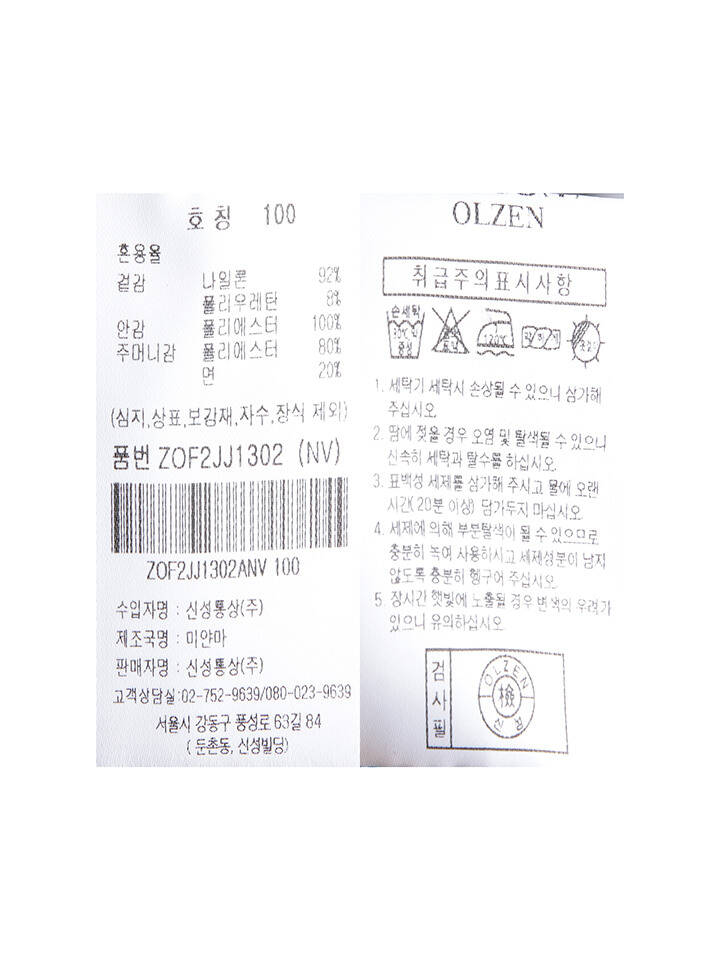 호칭 100
혼용율
겉감 나일론 92%
폴리우레탄 8%
안감 폴리에스터 100%
주머니감 폴리에스터 80%
면 20%
(심지,상표,보강재,자수,장식 제외)
품번 ZOF2JJ1302 (NV)
ZOF2JJ1302ANV 100
수입자명 : 신성통상(주)
제조국명 : 미얀마
판매자명 : 신성통상(주)
고객상담실:02-752-9639/080-023-9639
서울시 강동구 풍성로 63길 84
(둔촌동, 신성빌딩)
OLZEN
취급주의표시사항
손세탁
30℃
중성
120℃
1. 세탁기 세탁시 손상될 수 있으니 삼가해
주십시오.
2. 땀에 젖을 경우 오염 및 탈색될 수 있으니
신속히 세탁과 탈수를 하십시오.
3. 표백성 세제를 삼가해 주시고 물에 오랜
시간(20분 이상) 담가두지 마십시오.
4. 세제에 의해 부분탈색이 될 수 있으므로
충분히 녹여 사용하시고 세제성분이 남지
않도록 충분히 헹구어 주십시오.
5. 장시간 햇빛에 노출될 경우 변색의 우려가
있으니 유의하십시오.
검사필
OLZEN
檢